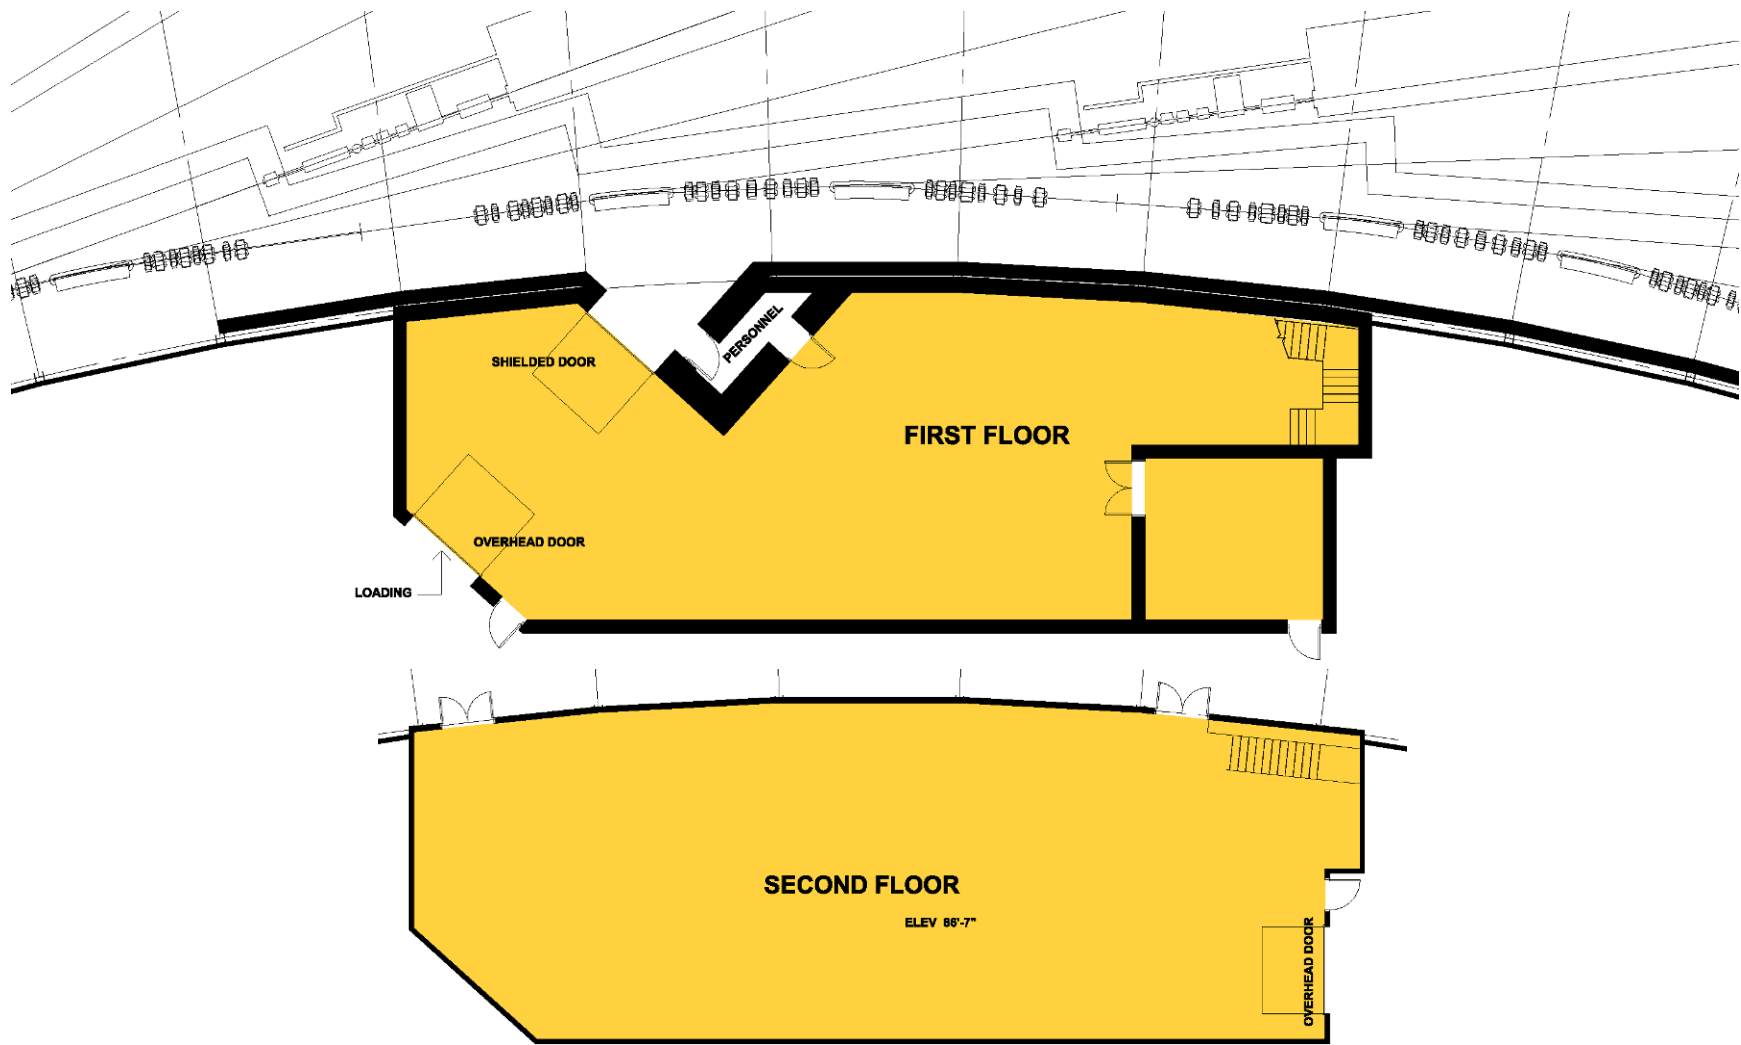 PERSONNEL
SHIELDED DOOR
FIRST FLOOR
OVERHEAD DOOR
LOADING
SECOND FLOOR
ELEV 86'-7"
OVERHEAD DOOR